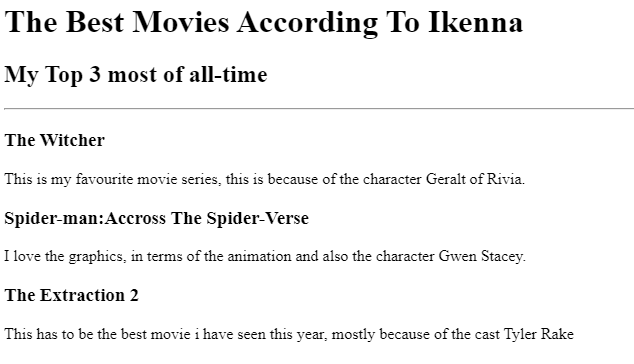 The Best Movies According To Ikenna
My Top 3 most of all-time
The Witcher
This is my favourite movie series, this is because of the character Geralt of Rivia.
Spider-man:Accross The Spider-Verse
I love the graphics, in terms of the animation and also the character Gwen Stacey.
The Extraction 2
This has to be the best movie i have seen this year, mostly because of the cast Tyler Rake